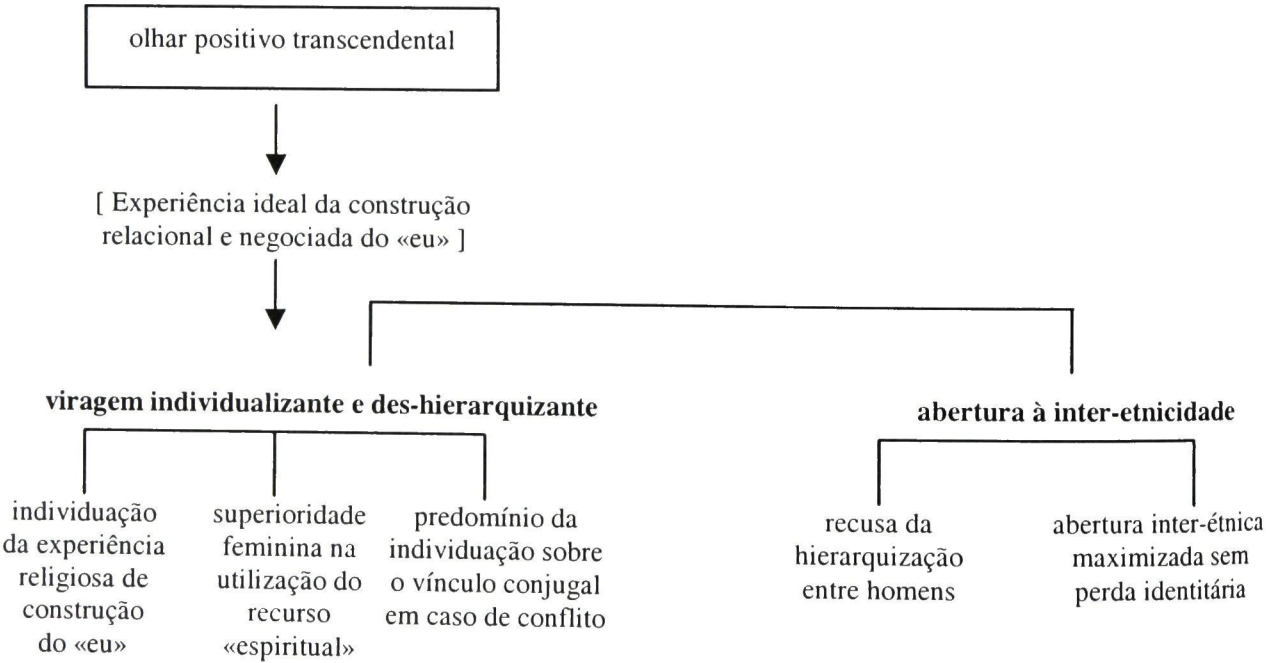 olhar positivo transcendental
[ Experiência ideal da construção
relacional e negociada do «eu» ]
viragem individualizante e des-hierarquizante
abertura à inter-etnicidade
individuação
da experiência
religiosa de
construção
do «eu»
superioridade
feminina na
utilização do
recurso
«espiritual»
predomínio da
individuação sobre
o vínculo conjugal
em caso de conflito
recusa da
hierarquização
entre homens
abertura inter-étnica
maximizada sem
perda identitária